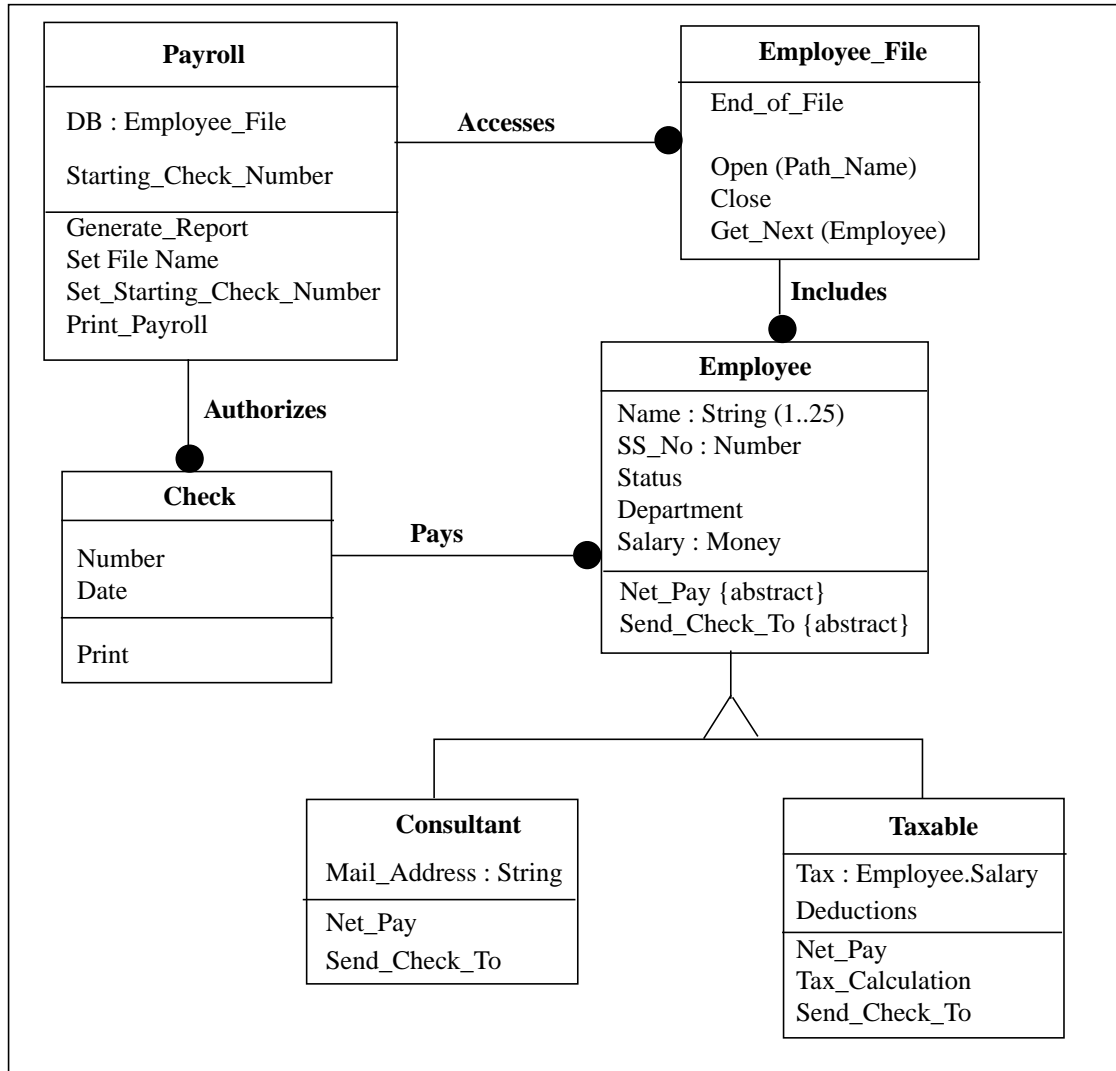 Payroll
DB : Employee_File
Starting_Check_Number
Generate_Report
Set File Name
Set_Starting_Check_Number
Print_Payroll
Accesses
Employee_File
End_of_File
Open (Path_Name)
Close
Get_Next (Employee)
Includes
Authorizes
Check
Number
Date
Print
Pays
Employee
Name : String (1..25)
SS_No : Number
Status
Department
Salary : Money
Net_Pay {abstract}
Send_Check_To {abstract}
Consultant
Mail_Address : String
Net_Pay
Send_Check_To
Taxable
Tax : Employee.Salary
Deductions
Net_Pay
Tax_Calculation
Send_Check_To